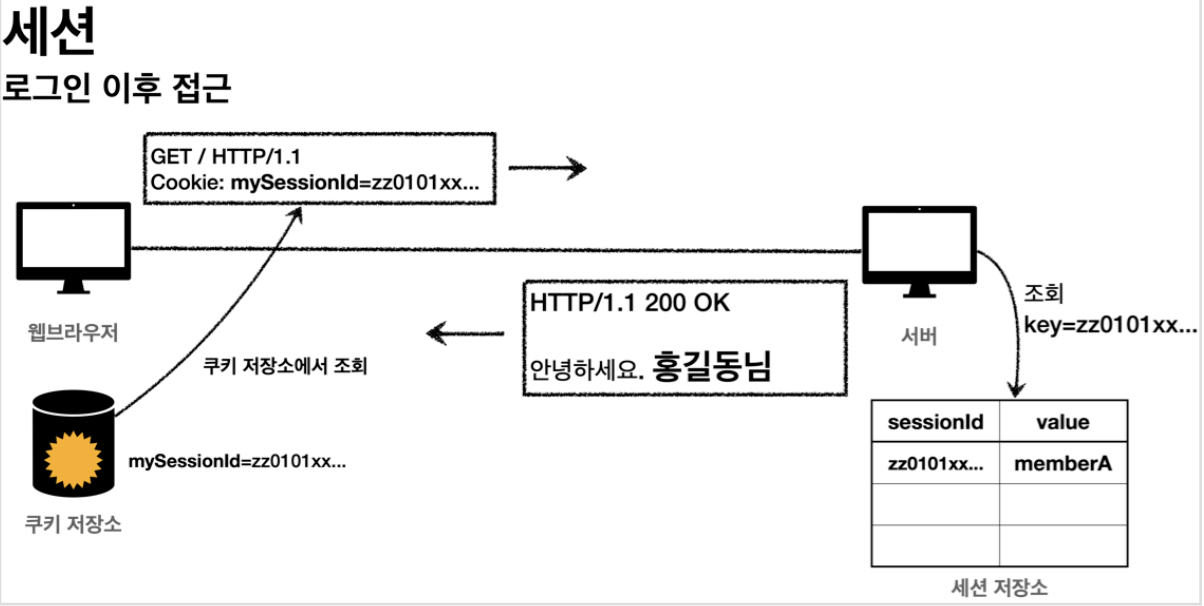 세션
로그인 이후 접근
GET / HTTP/1.1
Cookie: mySessionId=zz0101xx...
웹브라우저
HTTP/1.1 200 OK
안녕하세요. 홍길동님
서버
조회
key=zz0101xx...
쿠키 저장소에서 조회
mySessionId=zz0101xx...
쿠키 저장소
sessionId value
zz0101xx... memberA
세션 저장소